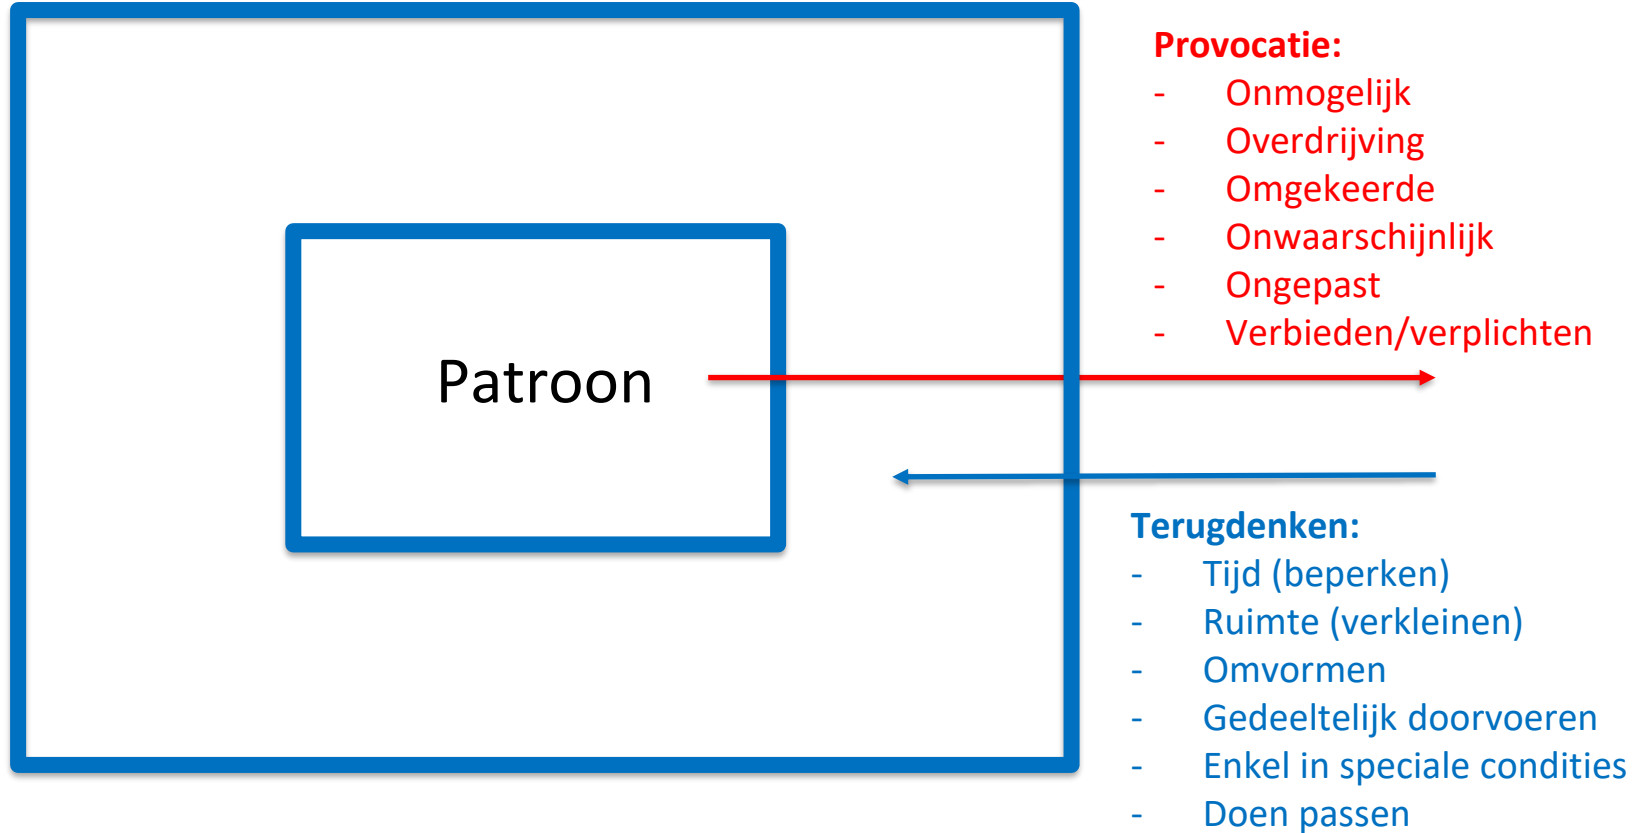 Provocatie:
- Onmogelijk
- Overdrijving
- Omgekeerde
- Onwaarschijnlijk
- Ongepast
- Verbieden/verplichten
Patroon
Terugdenken:
- Tijd (beperken)
- Ruimte (verkleinen)
- Omvormen
- Gedeeltelijk doorvoeren
- Enkel in speciale condities
- Doen passen